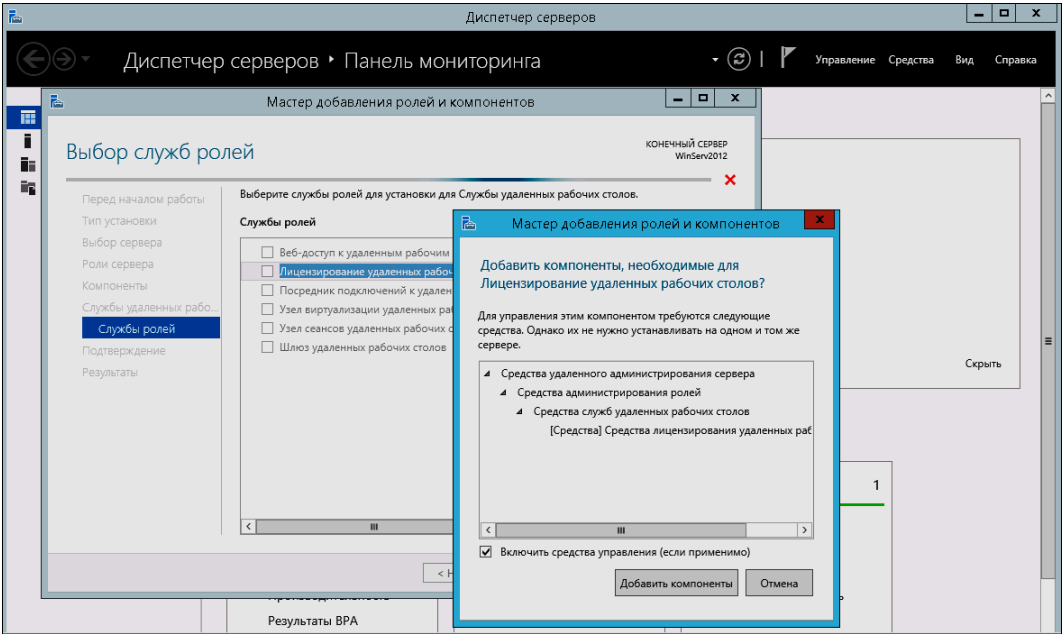 Диспетчер серверов
Диспетчер серверов ‣ Панель мониторинга
Управление Средства Вид Справка
Мастер добавления ролей и компонентов
Выбор служб ролей
КОНЕЧНЫЙ СЕРВЕР
WinServ2012
Перед началом работы
Тип установки
Выбор сервера
Роли сервера
Компоненты
Службы удаленных рабо...
Службы ролей
Подтверждение
Результаты
Выберите службы ролей для установки для Службы удаленных рабочих столов.
Службы ролей
Веб-доступ к удаленным рабочим
Лицензирование удаленных рабоч
Посредник подключений к удален
Узел виртуализации удаленных ра
Узел сеансов удаленных рабочих с
Шлюз удаленных рабочих столов
< Н
Мастер добавления ролей и компонентов
Добавить компоненты, необходимые для
Лицензирование удаленных рабочих столов?
Для управления этим компонентом требуются следующие
средства. Однако их не нужно устанавливать на одном и том же
сервере.
Средства удаленного администрирования сервера
Средства администрирования ролей
Средства служб удаленных рабочих столов
[Средства] Средства лицензирования удаленных раб
Включить средства управления (если применимо)
Добавить компоненты Отмена
Скрыть
1
Результаты BPA